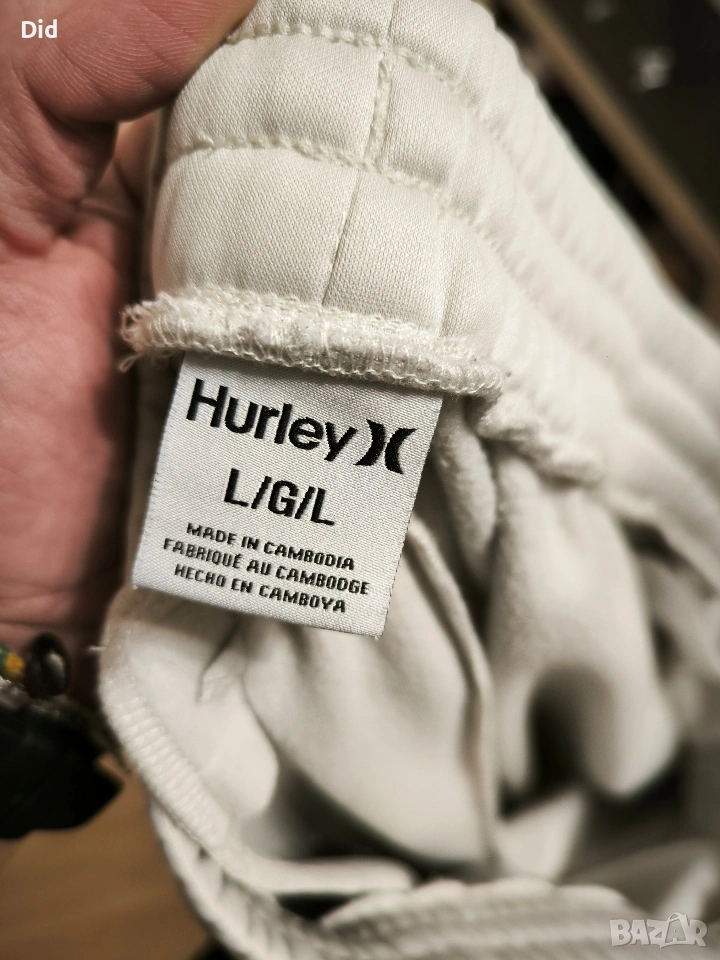 Did
Hurley
L/G/L
MADE IN CAMBODIA
FABRIQUÉ AU CAMBODGE
HECHO EN CAMBOYA
BAZAR